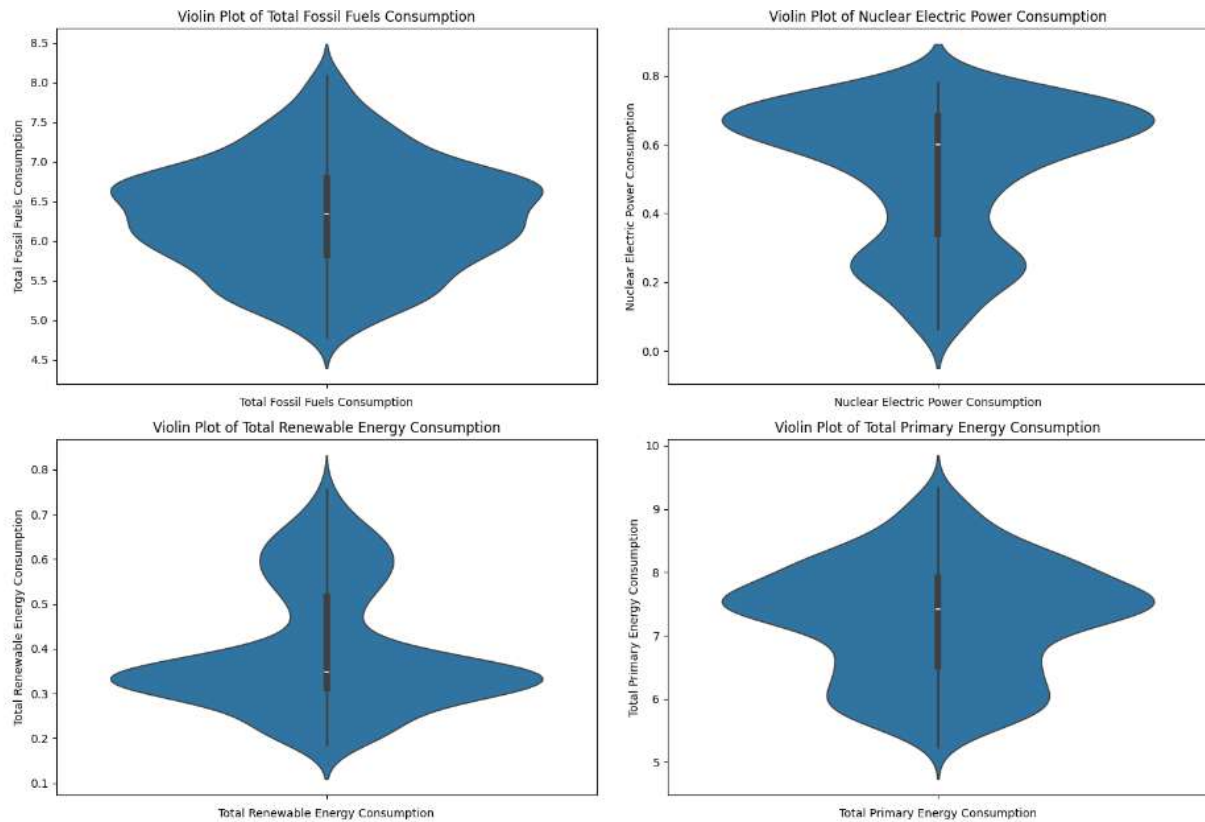 Violin Plot of Total Fossil Fuels Consumption
8.5
8.0
7.5
7.0
6.5
6.0
5.5
5.0
4.5
Total Fossil Fuels Consumption
Total Fossil Fuels Consumption
Violin Plot of Nuclear Electric Power Consumption
0.8
0.6
0.4
0.2
0.0
Nuclear Electric Power Consumption
Nuclear Electric Power Consumption
Violin Plot of Total Renewable Energy Consumption
0.8
0.7
0.6
0.5
0.4
0.3
0.2
0.1
Total Renewable Energy Consumption
Total Renewable Energy Consumption
Violin Plot of Total Primary Energy Consumption
10
9
8
7
6
5
Total Primary Energy Consumption
Total Primary Energy Consumption